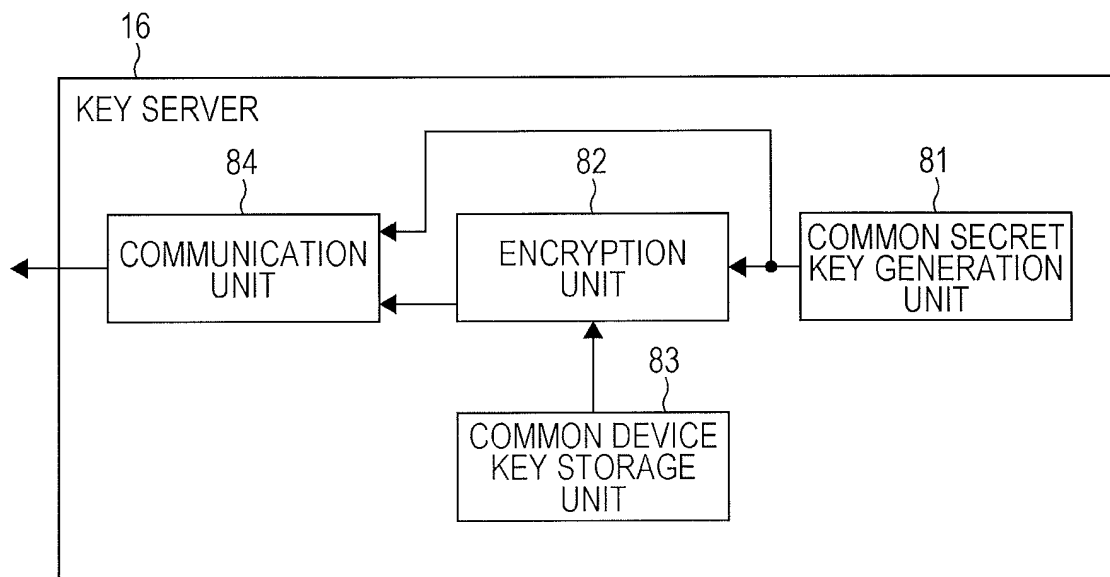 16
KEY SERVER
84
82
81
COMMUNICATION
UNIT
ENCRYPTION
UNIT
COMMON SECRET
KEY GENERATION
UNIT
83
COMMON DEVICE
KEY STORAGE
UNIT